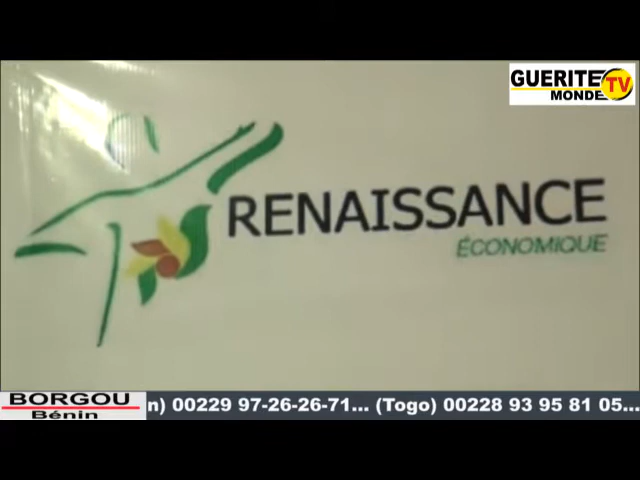 GUERITE TV
MONDE
RENAISSANCE
ÉCONOMIQUE
BORGOU
Bénin
n) 00229 97-26-26-71... (Togo) 00228 93 95 81 05...